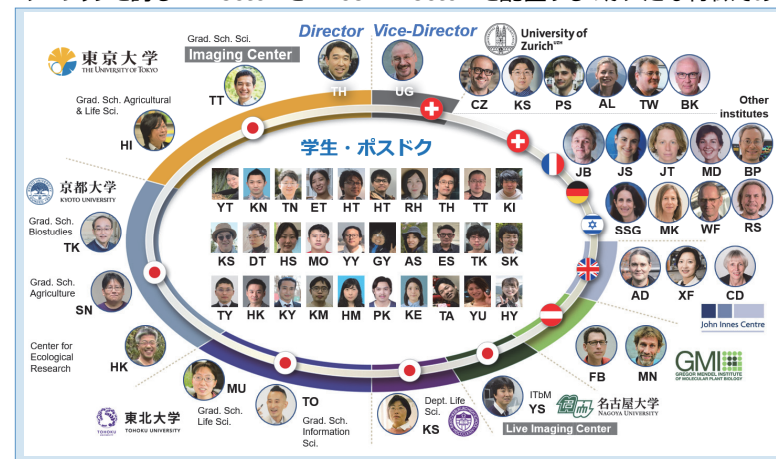 Director
Vice-Director
東京大学
THE UNIVERSITY OF TOKYO
Grad. Sch. Sci.
Imaging Center
TT
TH
UG
University of
Zurich UZH
CZ KS PS AL TW BK
Grad. Sch. Agricultural
& Life Sci.
HI
Other
institutes
JB JS JT MD BP
SSG MK WF RS
学生・ポスドク
YT KN TN ET HT HT RH TH TT KI
KS DT HS MO YY GY AS ES TK SK
TY HK KY KM HM PK KE TA YU HY
京都大学
KYOTO UNIVERSITY
Grad. Sch.
Biostudies
TK
Grad. Sch.
Agriculture
SN
Center for
Ecological
Research
HK
AD XF CD
John Innes Centre
FB MN
GMI
GREGOR MENDEL INSTITUTE
OF MOLECULAR PLANT BIOLOGY
東北大学
TOHOKU UNIVERSITY
MU
Grad. Sch.
Life Sci.
TO
Grad. Sch.
Information
Sci.
Dept. Life
Sci.
KS
ITbM
YS
名古屋大学
NAGOYA UNIVERSITY
Live Imaging Center